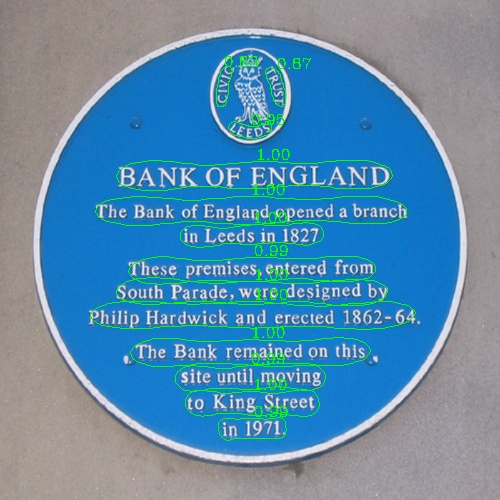 CIVIC TRUST
LEEDS
BANK OF ENGLAND
The Bank of England opened a branch
in Leeds in 1827
These premises, entered from
South Parade, were designed by
Philip Hardwick and erected 1862-64.
The Bank remained on this
site until moving
to King Street
in 1971.